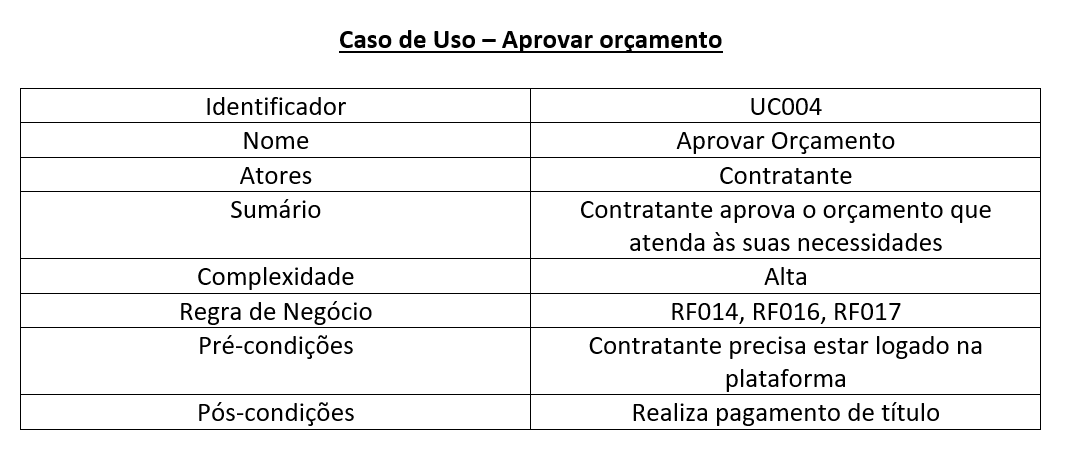 Caso de Uso – Aprovar orçamento
Identificador UC004
Nome Aprovar Orçamento
Atores Contratante
Sumário Contratante aprova o orçamento que
atenda às suas necessidades
Complexidade Alta
Regra de Negócio RF014, RF016, RF017
Pré-condições Contratante precisa estar logado na
plataforma
Pós-condições Realiza pagamento de título